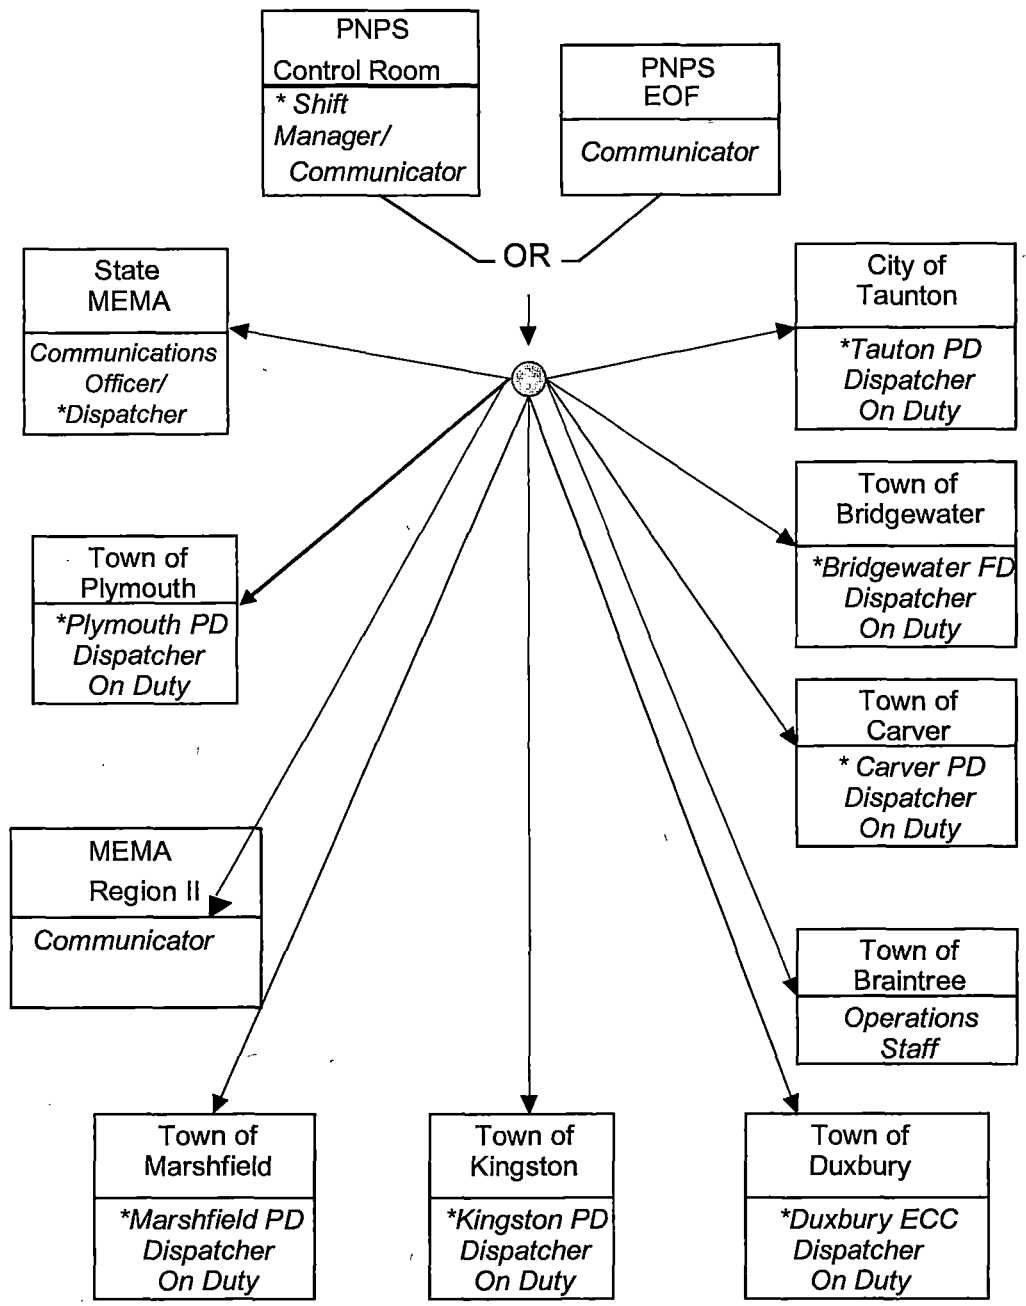 PNPS
Control Room
* Shift
Manager/
Communicator
PNPS
EOF
Communicator
OR
State
MEMA
Communications
Officer/
*Dispatcher
City of
Taunton
*Tauton PD
Dispatcher
On Duty
Town of
Bridgewater
*Bridgewater FD
Dispatcher
On Duty
Town of
Plymouth
*Plymouth PD
Dispatcher
On Duty
Town of
Carver
* Carver PD
Dispatcher
On Duty
MEMA
Region II
Communicator
Town of
Braintree
Operations
Staff
Town of
Marshfield
*Marshfield PD
Dispatcher
On Duty
Town of
Kingston
*Kingston PD
Dispatcher
On Duty
Town of
Duxbury
*Duxbury ECC
Dispatcher
On Duty